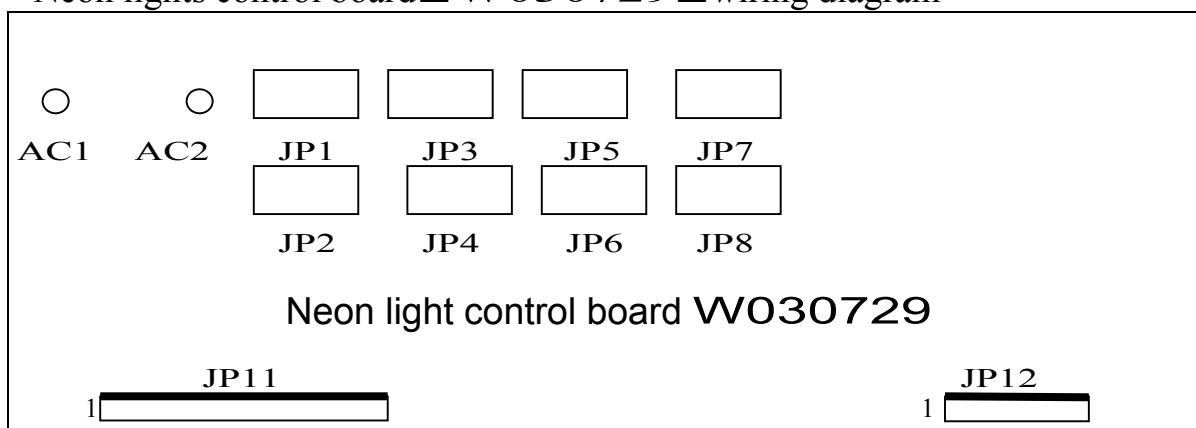 Neon lights control board W030729 wiring diagram
AC1 AC2 JP1 JP3 JP5 JP7
JP2 JP4 JP6 JP8
Neon light control board W030729
JP11 JP12
1 1